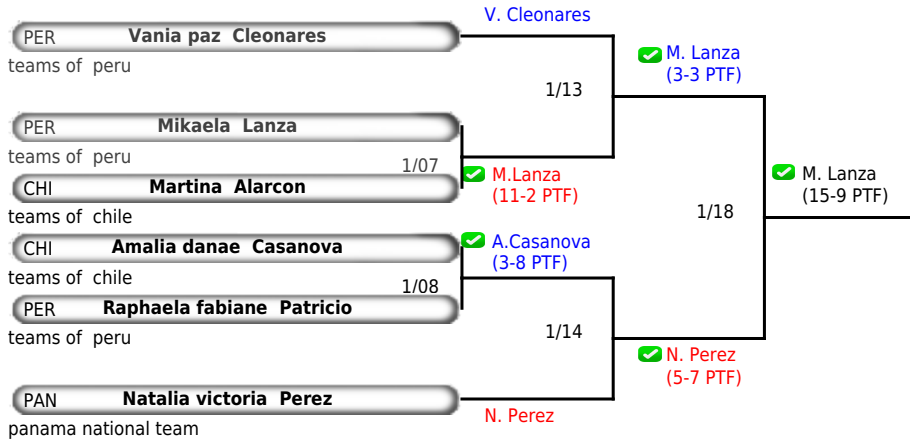 V. Cleonares
PER Vania paz Cleonares
teams of peru
M. Lanza
(3-3 PTF)
1/13
PER Mikaela Lanza
teams of peru
1/07
M.Lanza
(11-2 PTF)
CHI Martina Alarcon
teams of chile
M. Lanza
(15-9 PTF)
1/18
CHI Amalia danae Casanova
teams of chile
A.Casanova
(3-8 PTF)
1/08
PER Raphaela fabiane Patricio
teams of peru
1/14
N. Perez
(5-7 PTF)
PAN Natalia victoria Perez
panama national team
N. Perez